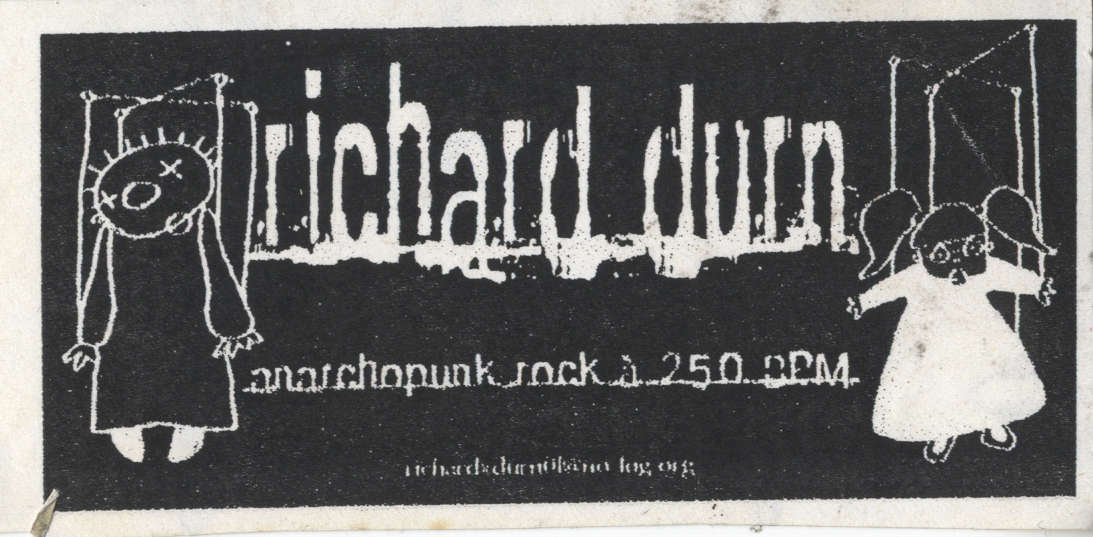 richard durn
anarchopunk rock à 250 BPM